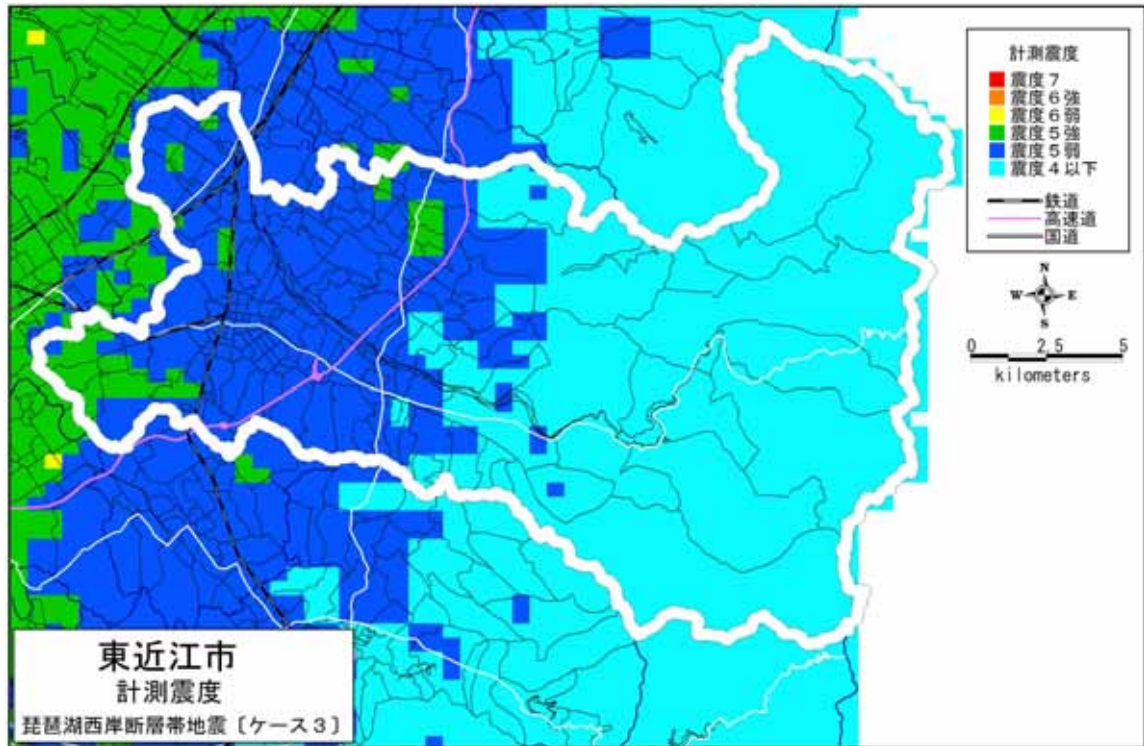 計測震度
震度7
震度6強
震度6弱
震度5強
震度5弱
震度4以下
鉄道
高速道
国道
N
W E
S
0 2.5 5
kilometers
東近江市
計測震度
琵琶湖西岸断層帯地震〔ケース3〕